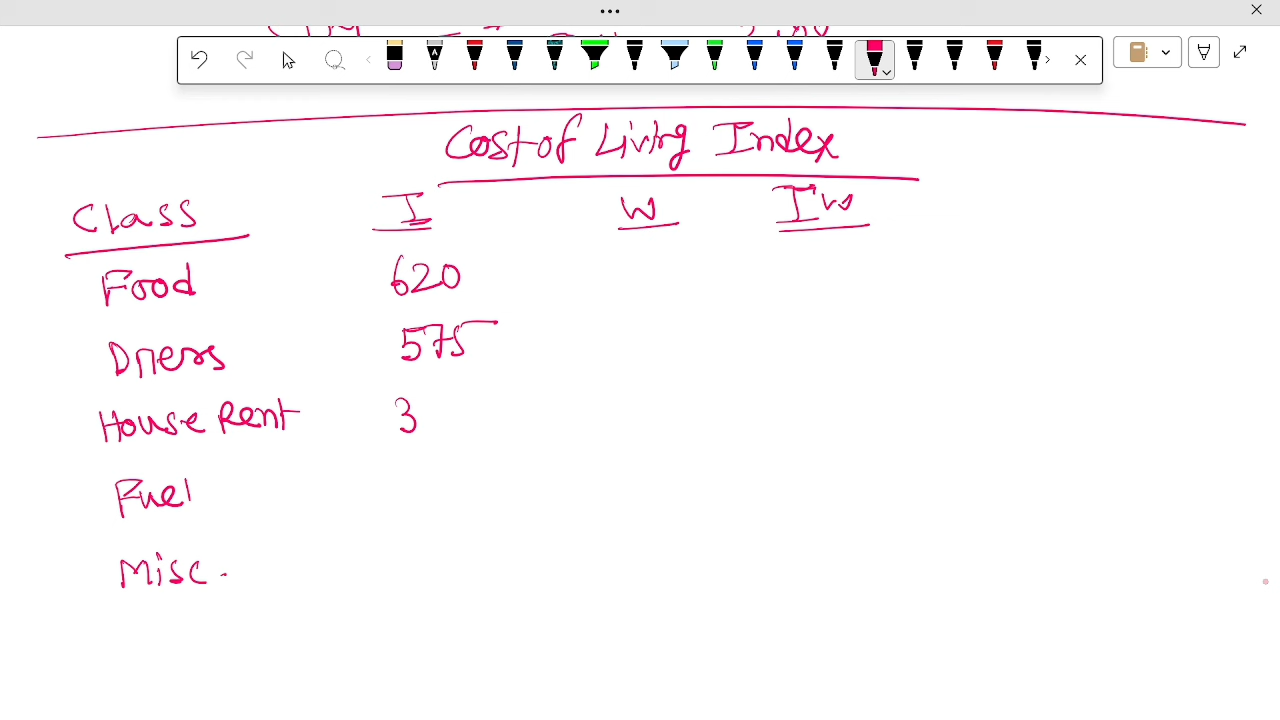 Cost of Living Index
Class I W IW
Food 620
Dress 575
House Rent 3
Fuel
Misc.